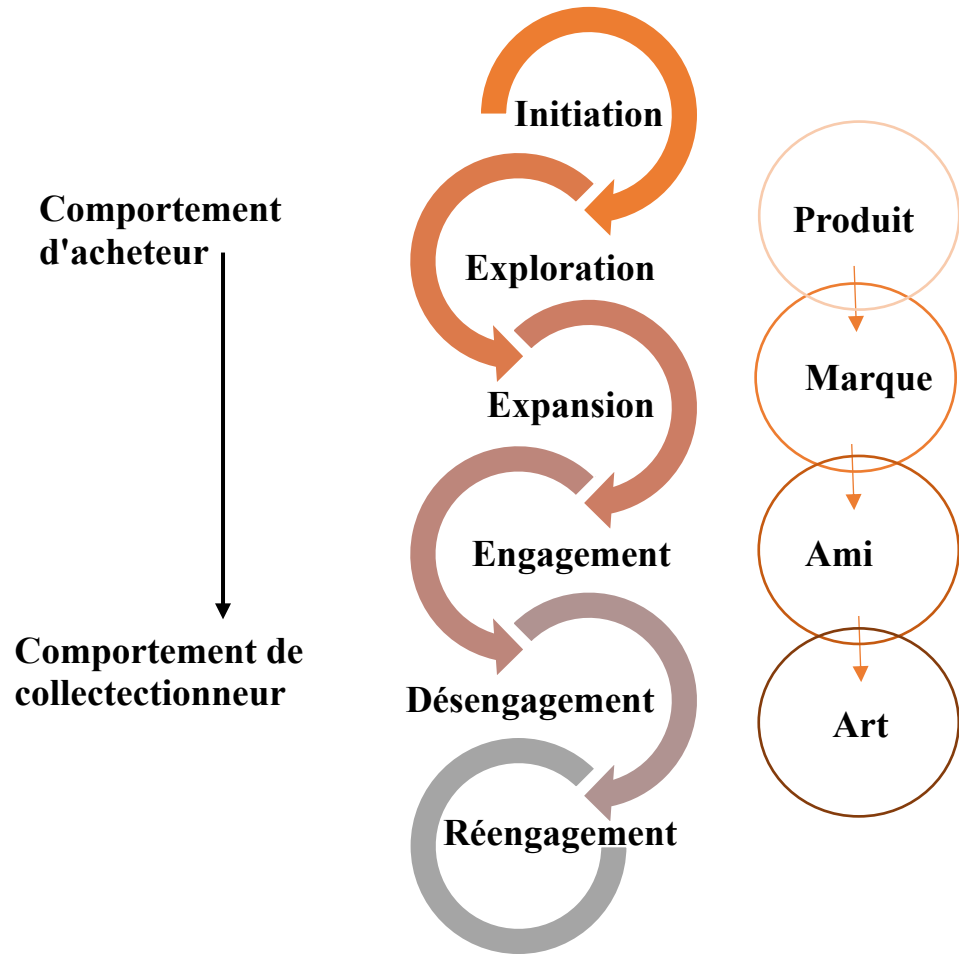 Comportement
d'acheteur
Comportement de
collectectionneur
Initiation
Exploration
Expansion
Engagement
Désengagement
Réengagement
Produit
Marque
Ami
Art